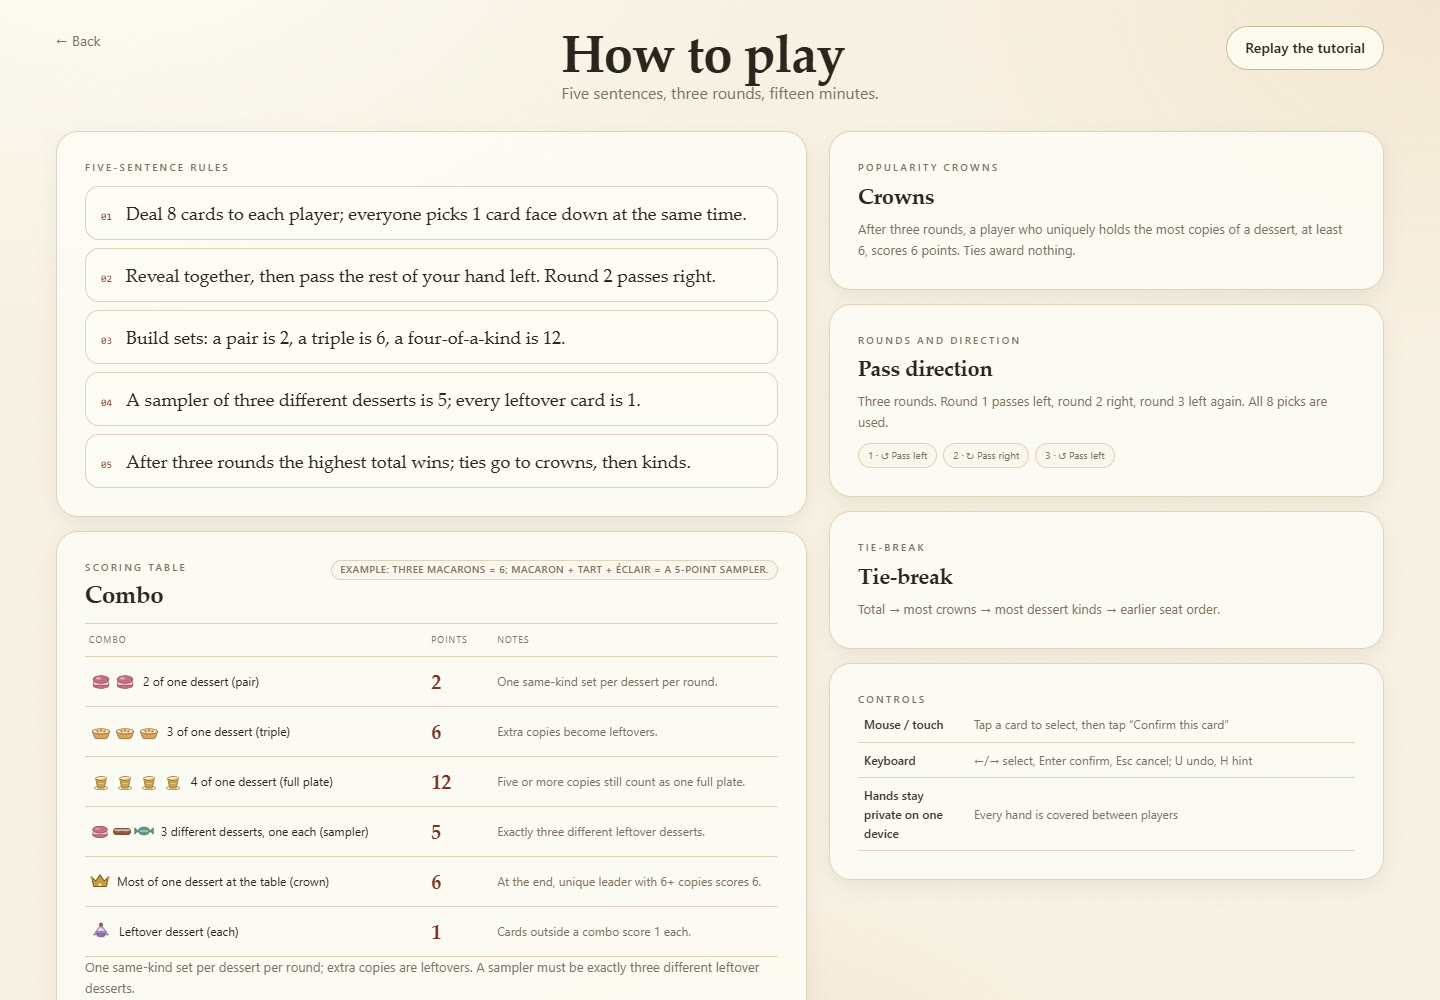 ← Back
How to play
Five sentences, three rounds, fifteen minutes.
Replay the tutorial
FIVE-SENTENCE RULES
01 Deal 8 cards to each player; everyone picks 1 card face down at the same time.
02 Reveal together, then pass the rest of your hand left. Round 2 passes right.
03 Build sets: a pair is 2, a triple is 6, a four-of-a-kind is 12.
04 A sampler of three different desserts is 5; every leftover card is 1.
05 After three rounds the highest total wins; ties go to crowns, then kinds.
SCORING TABLE
EXAMPLE: THREE MACARONS = 6; MACARON + TART + ÉCLAIR = A 5-POINT SAMPLER.
Combo
COMBO POINTS NOTES
2 of one dessert (pair) 2 One same-kind set per dessert per round.
3 of one dessert (triple) 6 Extra copies become leftovers.
4 of one dessert (full plate) 12 Five or more copies still count as one full plate.
3 different desserts, one each (sampler) 5 Exactly three different leftover desserts.
Most of one dessert at the table (crown) 6 At the end, unique leader with 6+ copies scores 6.
Leftover dessert (each) 1 Cards outside a combo score 1 each.
One same-kind set per dessert per round; extra copies are leftovers. A sampler must be exactly three different leftover
desserts.
POPULARITY CROWNS
Crowns
After three rounds, a player who uniquely holds the most copies of a dessert, at least
6, scores 6 points. Ties award nothing.
ROUNDS AND DIRECTION
Pass direction
Three rounds. Round 1 passes left, round 2 right, round 3 left again. All 8 picks are
used.
1 · ↺ Pass left 2 · ↻ Pass right 3 · ↺ Pass left
TIE-BREAK
Tie-break
Total → most crowns → most dessert kinds → earlier seat order.
CONTROLS
Mouse / touch Tap a card to select, then tap “Confirm this card”
Keyboard ←/→ select, Enter confirm, Esc cancel; U undo, H hint
Hands stay
private on one
device
Every hand is covered between players